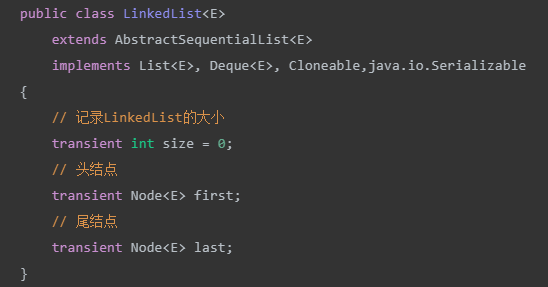 public class LinkedList<E>
    extends AbstractSequentialList<E>
    implements List<E>, Deque<E>, Cloneable,java.io.Serializable
{
    // 记录LinkedList的大小
    transient int size = 0;
    // 头结点
    transient Node<E> first;
    // 尾结点
    transient Node<E> last;
}